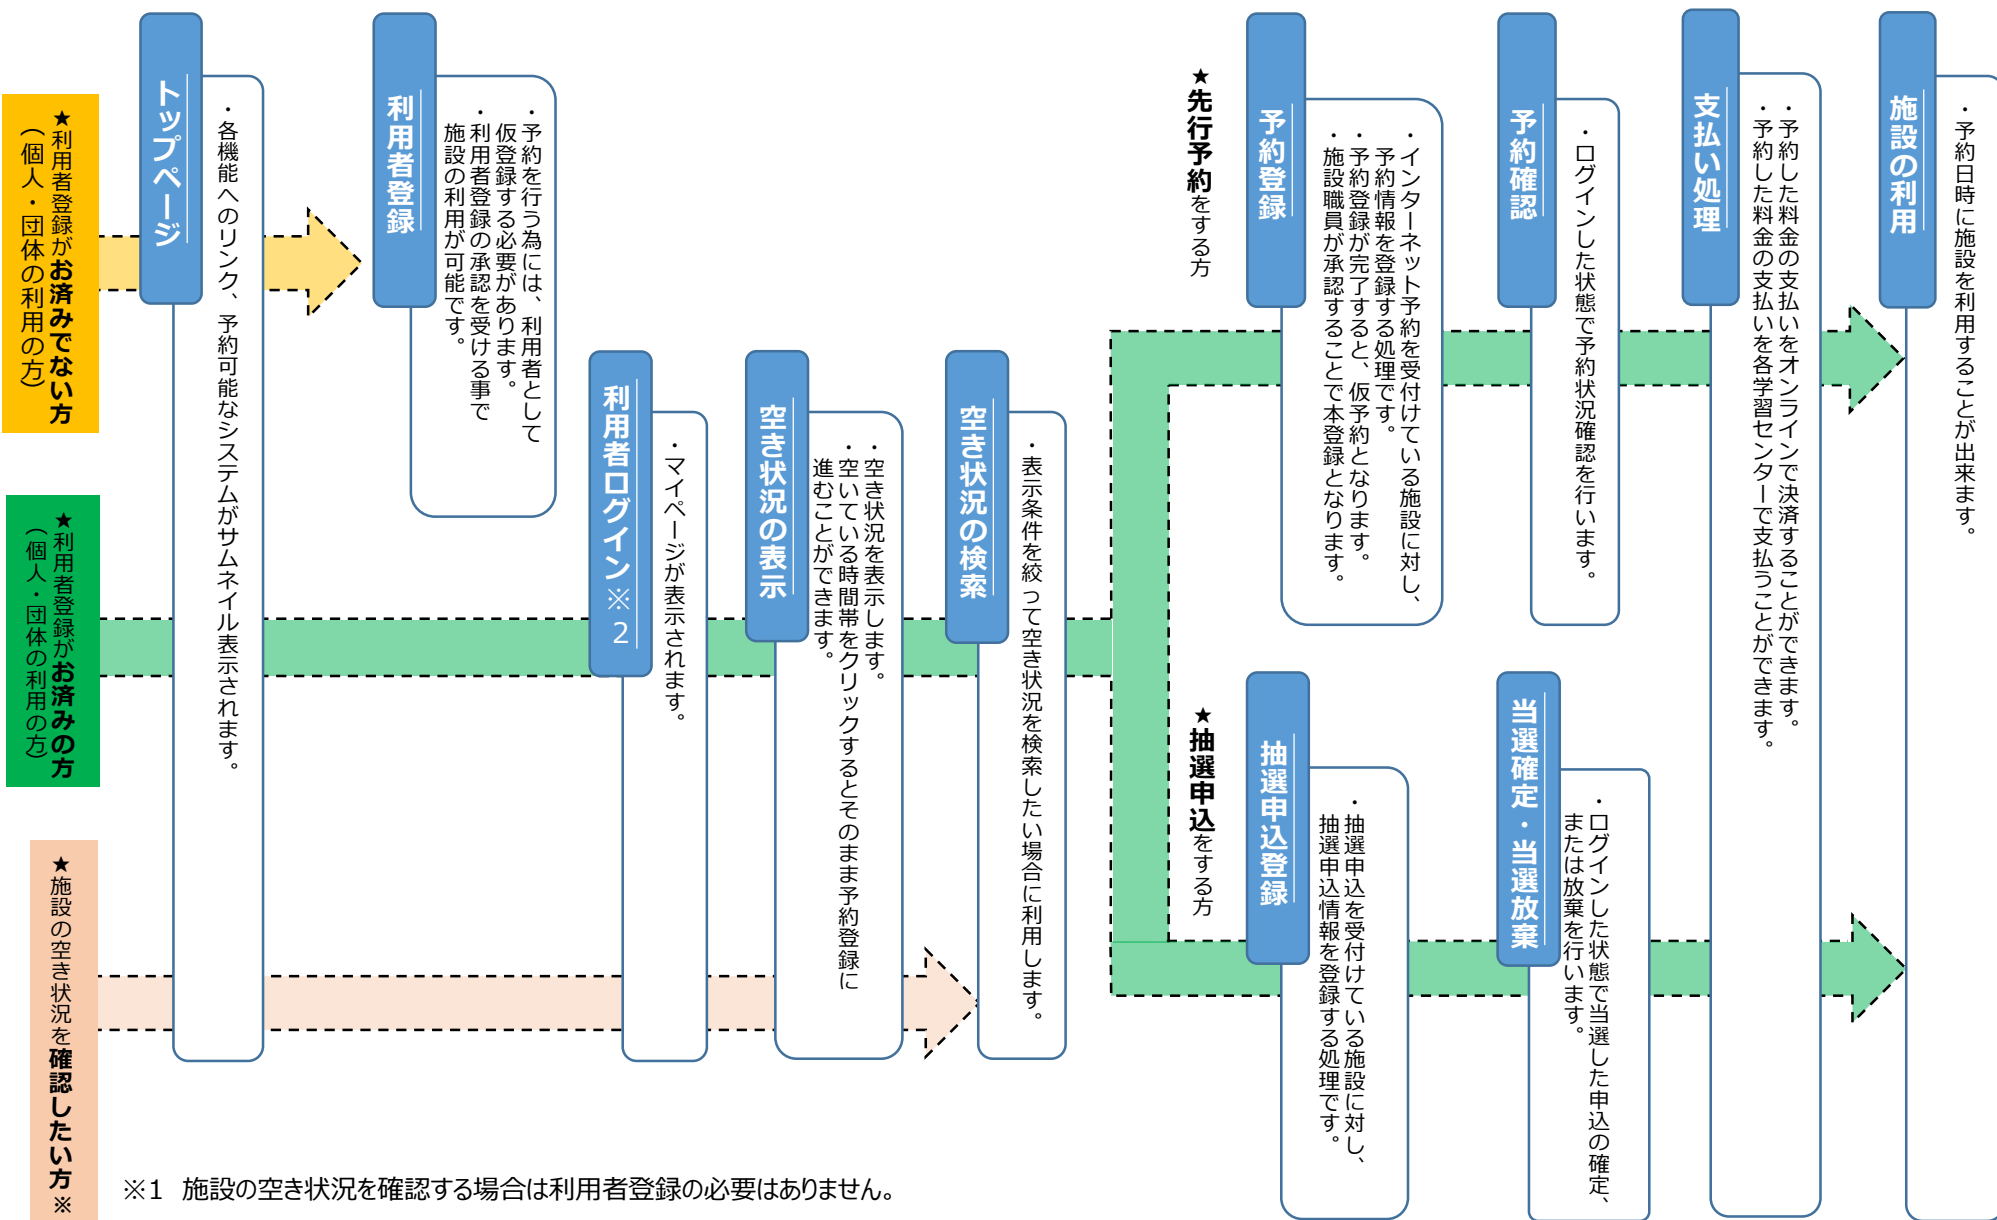 ★利用者登録がお済みでない方
（個人・団体の利用の方）
★利用者登録がお済みの方
（個人・団体の利用の方）
★施設の空き状況を確認したい方※
トップページ
・各機能へのリンク、予約可能なシステムがサムネイル表示されます。
利用者登録
・予約を行う為には、利用者として
仮登録する必要があります。
・利用者登録の承認を受ける事で
施設の利用が可能です。
利用者ログイン※2
・マイページが表示されます。
空き状況の表示
・空き状況を表示します。
・空いている時間帯をクリックするとそのまま予約登録に
進むことができます。
空き状況の検索
・表示条件を絞って空き状況を検索したい場合に利用します。
★先行予約をする方
予約登録
・インターネット予約を受付けている施設に対し、
予約情報を登録する処理です。
・予約登録が完了すると、仮予約となります。
・施設職員が承認することで本登録となります。
予約確認
・ログインした状態で予約状況確認を行います。
★抽選申込をする方
抽選申込登録
・抽選申込を受付けている施設に対し、
抽選申込情報を登録する処理です。
当選確定・当選放棄
・ログインした状態で当選した申込の確定、
または放棄を行います。
支払い処理
・予約した料金の支払いをオンラインで決済することができます。
・予約した料金の支払いを各学習センターで支払うことができます。
施設の利用
・予約日時に施設を利用することが出来ます。
※1 施設の空き状況を確認する場合は利用者登録の必要はありません。